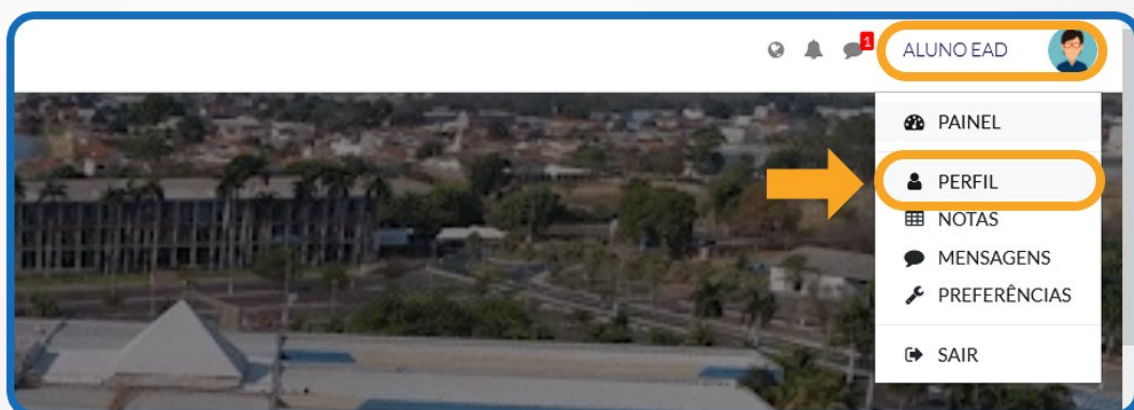 1
ALUNO EAD
PAINEL
PERFIL
NOTAS
MENSAGENS
PREFERÊNCIAS
SAIR